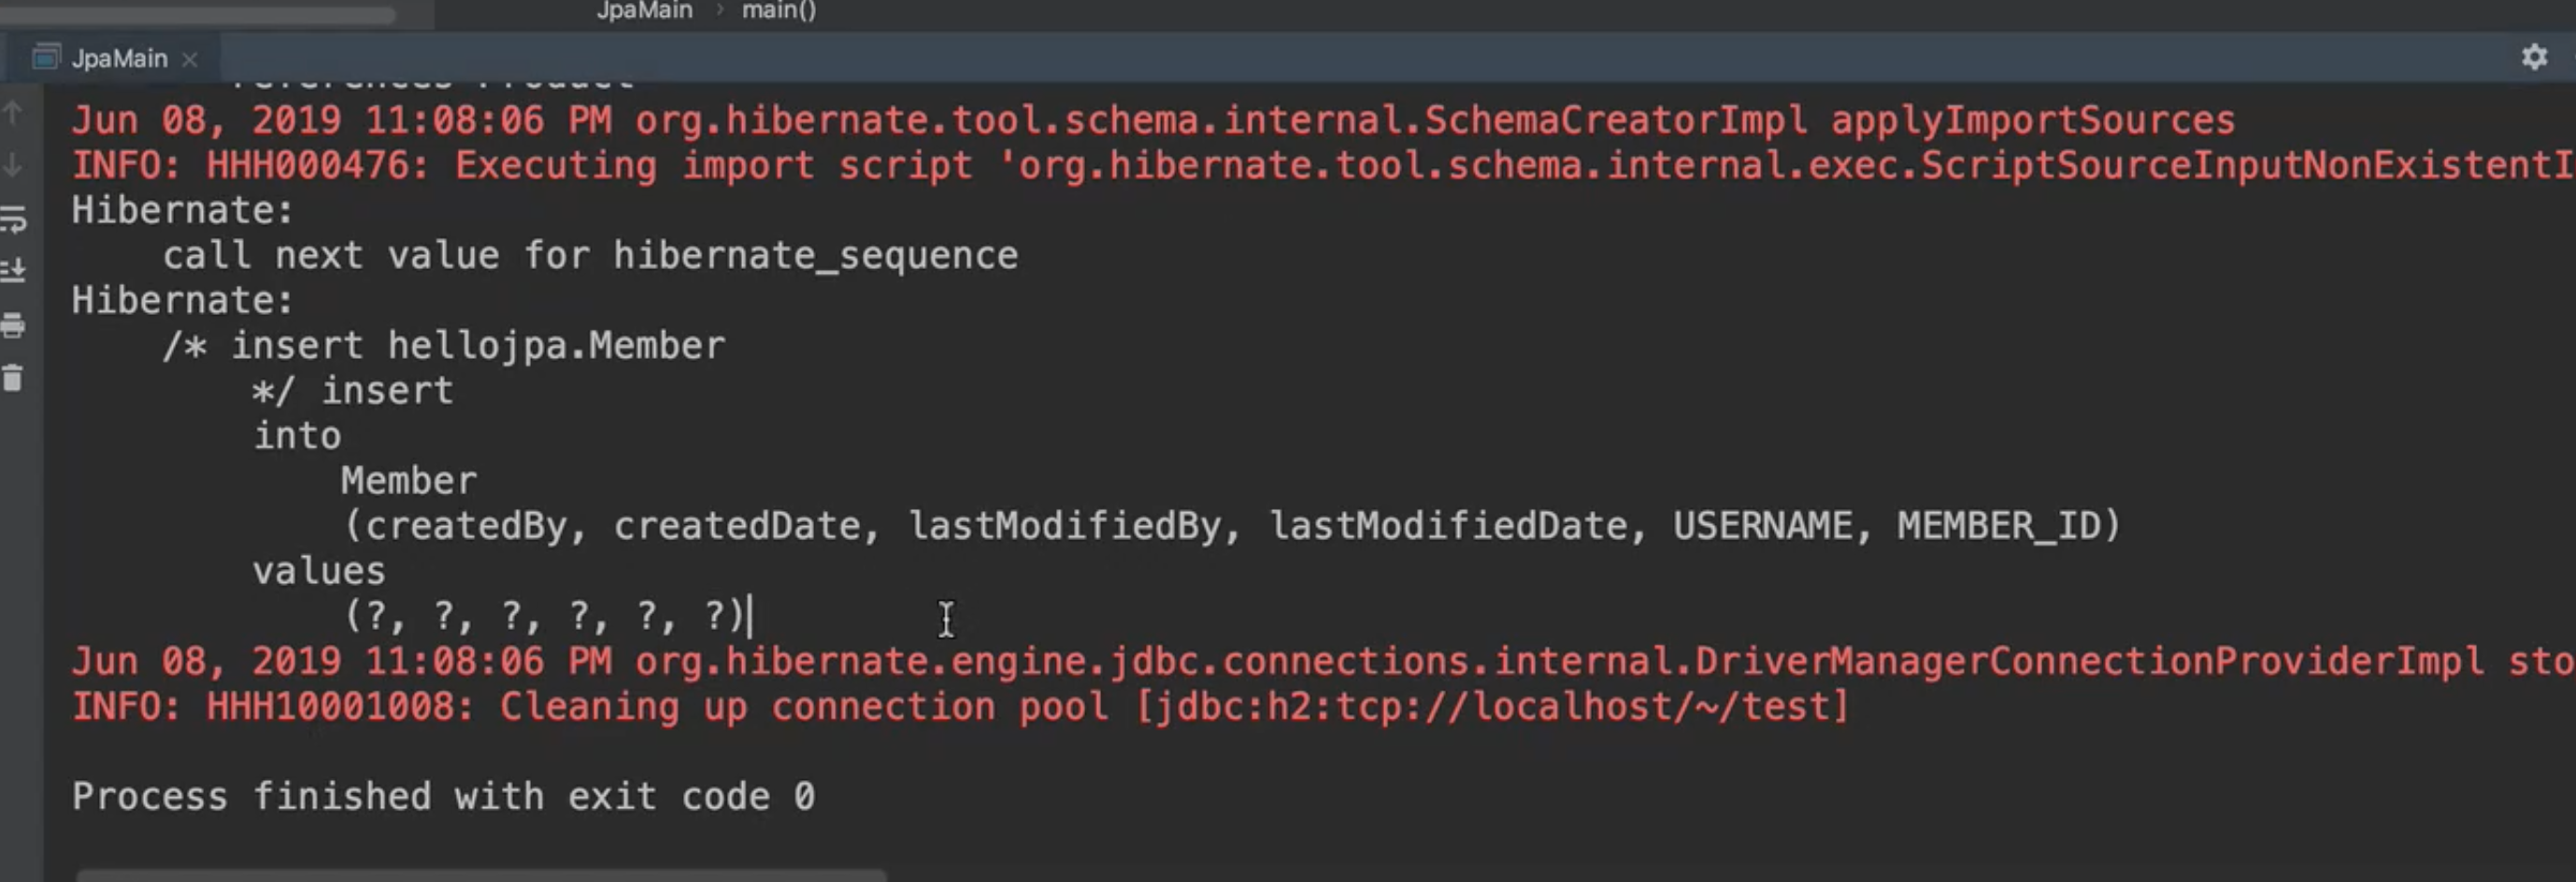 JpaMain › main()
JpaMain ×
references Product
Jun 08, 2019 11:08:06 PM org.hibernate.tool.schema.internal.SchemaCreatorImpl applyImportSources
INFO: HHH000476: Executing import script 'org.hibernate.tool.schema.internal.exec.ScriptSourceInputNonExistentI
Hibernate:
    call next value for hibernate_sequence
Hibernate:
    /* insert hellojpa.Member
        */ insert
        into
            Member
            (createdBy, createdDate, lastModifiedBy, lastModifiedDate, USERNAME, MEMBER_ID)
        values
            (?, ?, ?, ?, ?, ?)
Jun 08, 2019 11:08:06 PM org.hibernate.engine.jdbc.connections.internal.DriverManagerConnectionProviderImpl sto
INFO: HHH10001008: Cleaning up connection pool [jdbc:h2:tcp://localhost/~/test]
Process finished with exit code 0